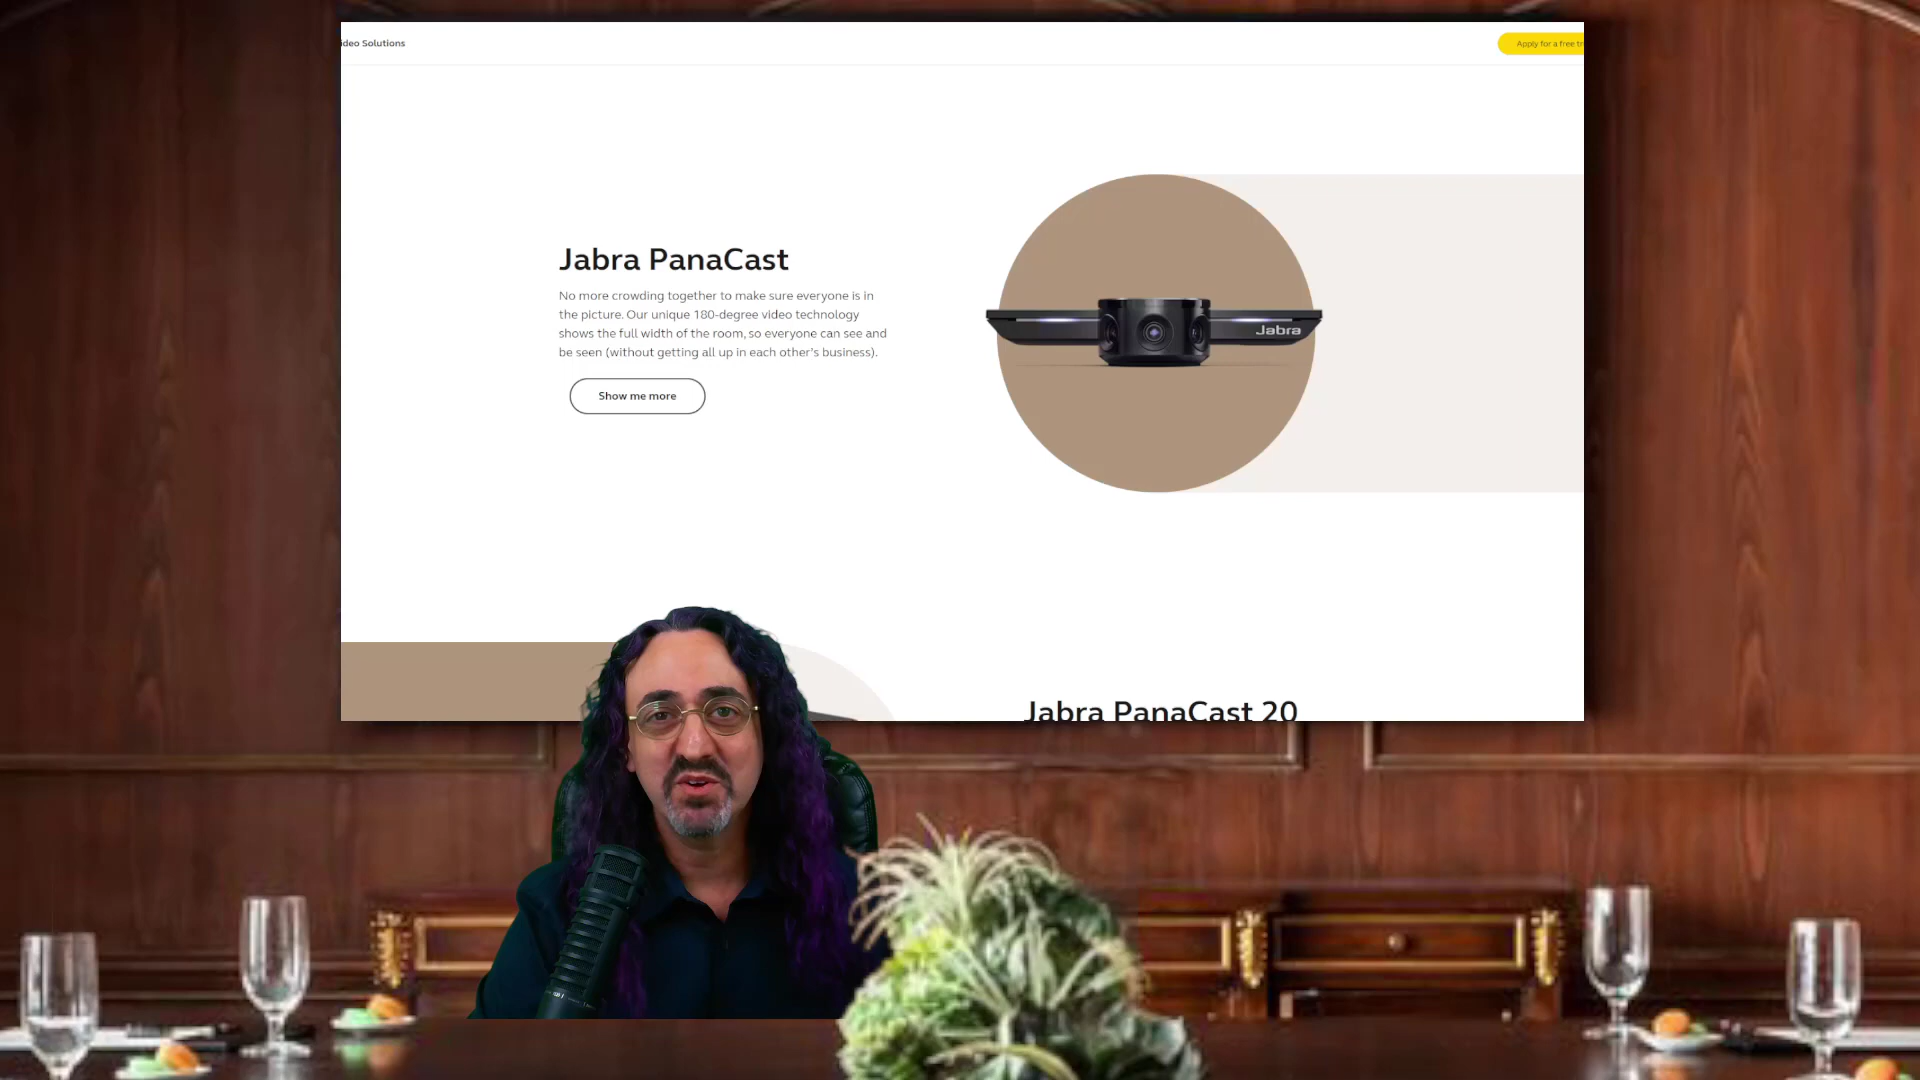 ideo Solutions
Apply for a free tr
Jabra PanaCast
No more crowding together to make sure everyone is in
the picture. Our unique 180-degree video technology
shows the full width of the room, so everyone can see and
be seen (without getting all up in each other's business).
Jabra
Show me more
Jabra PanaCast 20